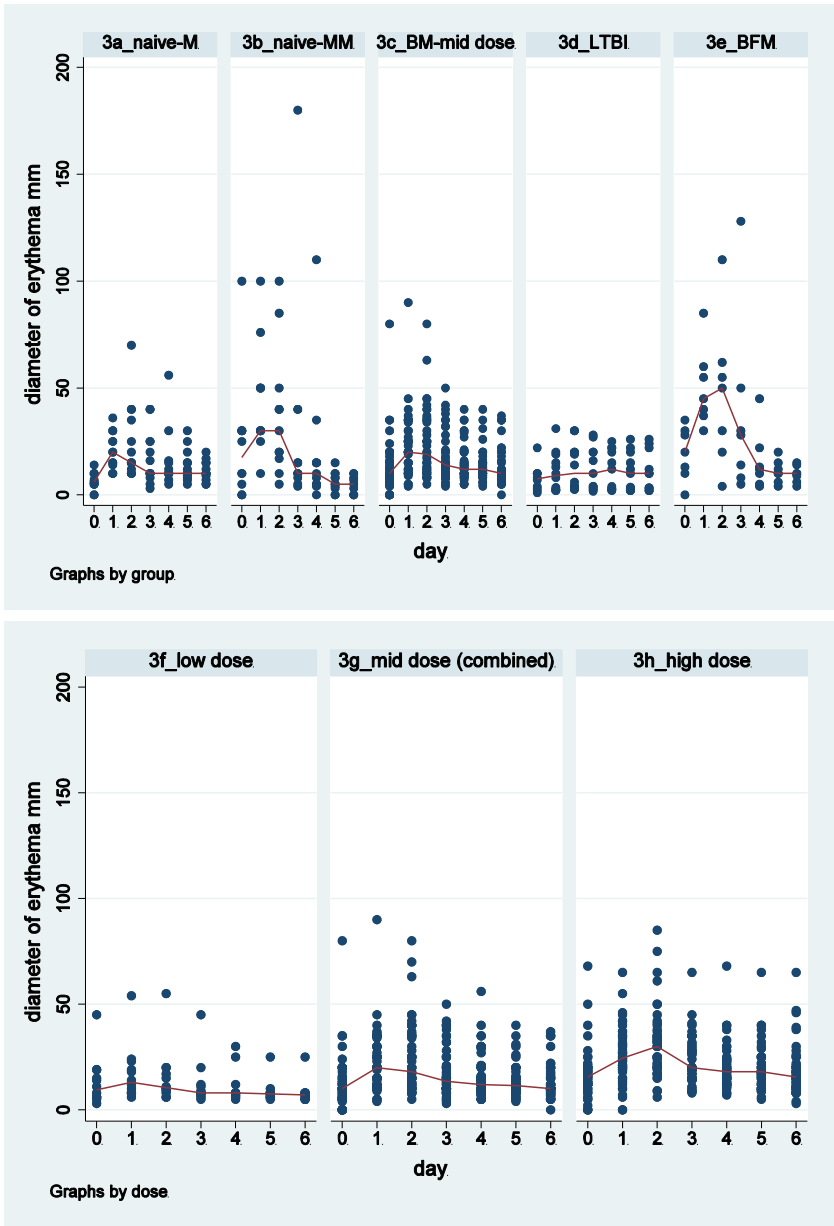 3a_naive-M. 3b_naive-MM. 3c_BM-mid dose. 3d_LTBI. 3e_BFM.
200
150
100
50
0
diameter of erythema mm
0. 1. 2. 3. 4. 5. 6. 0. 1. 2. 3. 4. 5. 6. 0. 1. 2. 3. 4. 5. 6. 0. 1. 2. 3. 4. 5. 6. 0. 1. 2. 3. 4. 5. 6.
day.
Graphs by group.
3f_low dose. 3g_mid dose (combined). 3h_high dose.
200
150
100
50
0
diameter of erythema mm
0. 1. 2. 3. 4. 5. 6. 0. 1. 2. 3. 4. 5. 6. 0. 1. 2. 3. 4. 5. 6.
day.
Graphs by dose.